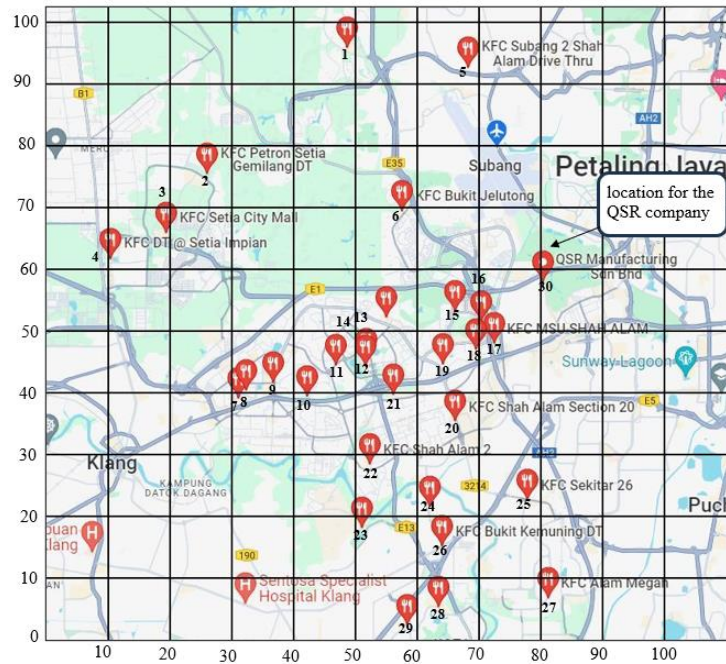 100
1
KFC Subang 2 Shah
Alam Drive Thru
5
90
B1
AH2
80
MERU
KFC Petron Setia
Gemilang DT
2
E35
Subang
Petaling Jaya
3
70
KFC Bukit Jelutong
6
location for the
QSR company
KFC Setia City Mall
KFC DT @ Setia Impian
4
60
QSR Manufacturing
Sdn Bhd
30
E1
16
15
50
14
13
KFC MSU SHAH ALAM
18
17
12
11
19
Sunway Lagoon
9
40
7
8
10
21
KFC Shah Alam Section 20
E5
20
30
Klang
KFC Shah Alam 2
22
KAMPUNG
DATOK DAGANG
3214
KFC Sekitar 26
24
25
20
23
E13
KFC Bukit Kemuning DT
26
Klang
190
10
Sentosa Specialist
Hospital Klang
KFC Alam Megah
27
28
29
0
10
20
30
40
50
60
70
80
90
100